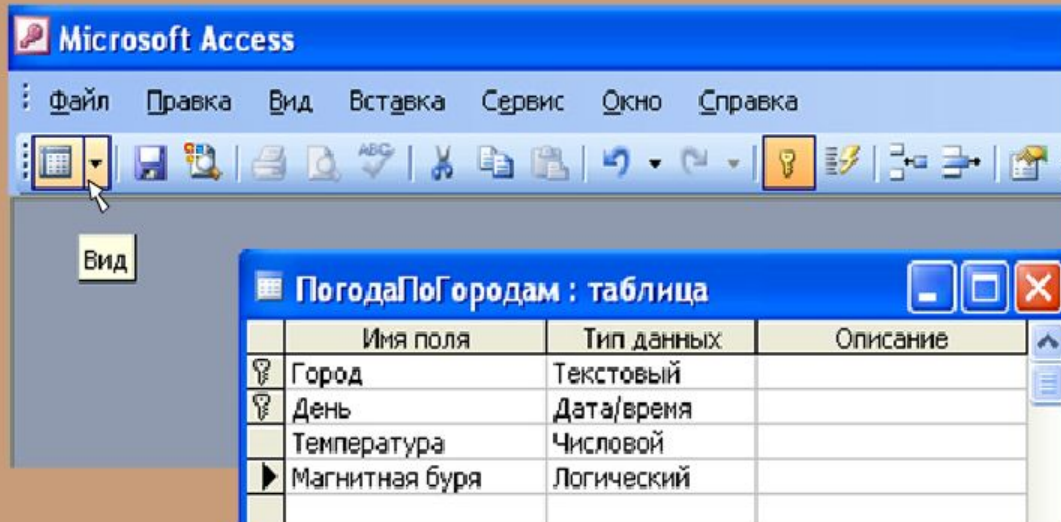 Microsoft Access
Файл Правка Вид Вставка Сервис Окно Справка
ABC
Вид
ПогодаПоГородам : таблица
Имя поля Тип данных Описание
Город Текстовый
День Дата/время
Температура Числовой
Магнитная буря Логический